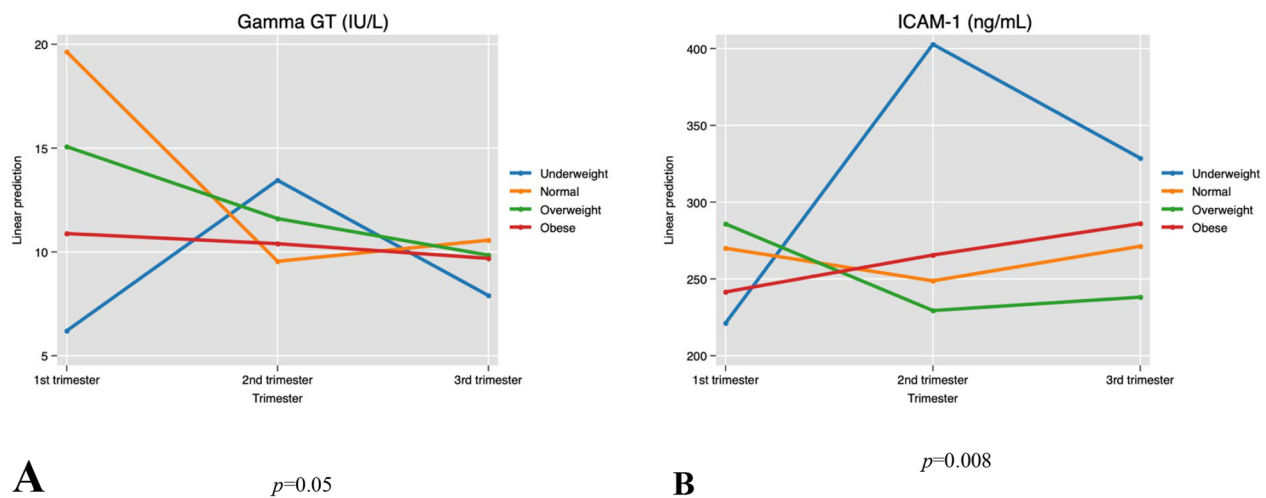 Gamma GT (IU/L)
20
15
10
5
Linear prediction
1st trimester
2nd trimester
3rd trimester
Trimester
Underweight
Normal
Overweight
Obese
A
p=0.05
ICAM-1 (ng/mL)
400
350
300
250
200
Linear prediction
1st trimester
2nd trimester
3rd trimester
Trimester
Underweight
Normal
Overweight
Obese
B
p=0.008